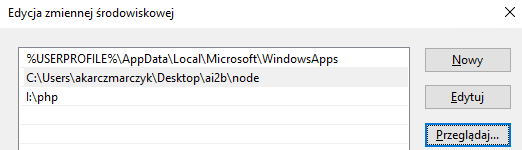 Edycja zmiennej środowiskowej
%USERPROFILE%\AppData\Local\Microsoft\WindowsApps
Nowy
C:\Users\akarczmarczyk\Desktop\ai2b\node
I:\php
Edytuj
Przeglądaj...